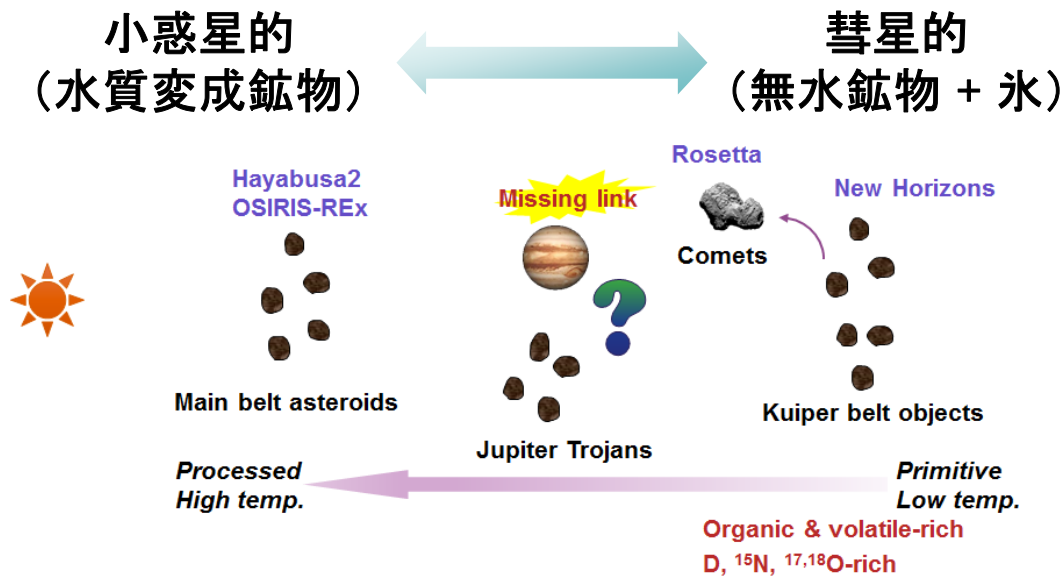 小惑星的
（水質変成鉱物）
彗星的
（無水鉱物 + 氷）
Hayabusa2
OSIRIS-REx
Missing link
Rosetta
New Horizons
Comets
Main belt asteroids
Jupiter Trojans
Kuiper belt objects
Processed
High temp.
Primitive
Low temp.
Organic & volatile-rich
D, ¹⁵N, ¹⁷,¹⁸O-rich